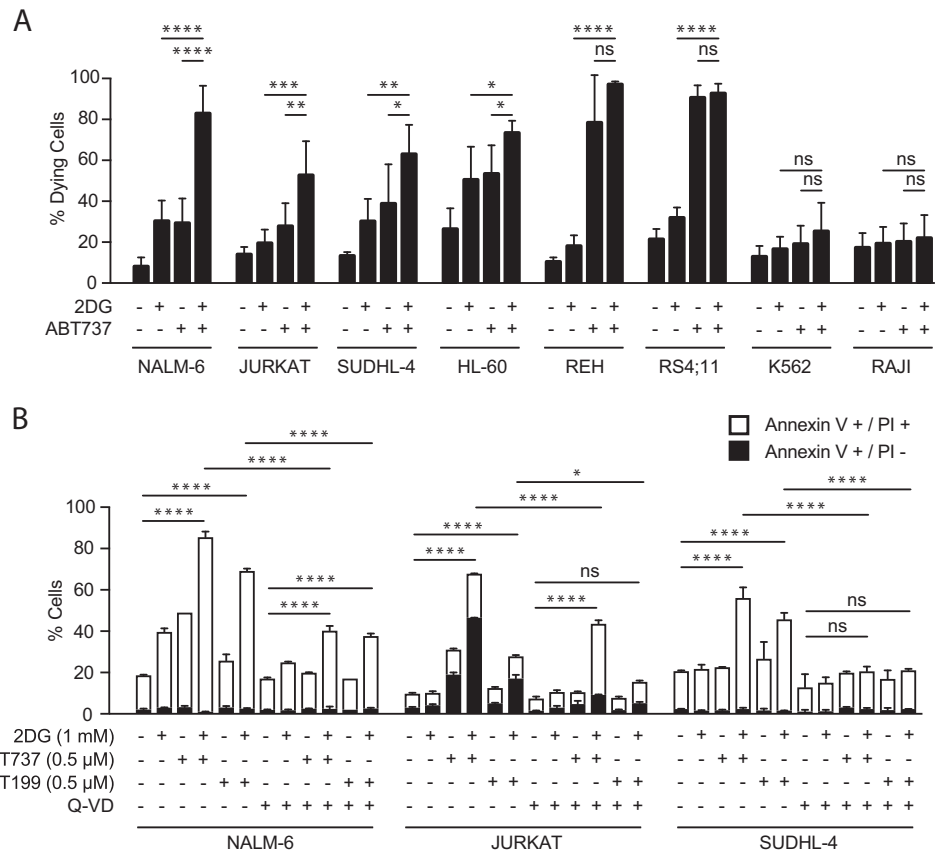 A
**** **** **** ****
**** *** ** * ns ns
** * * ns ns
ns ns
100
80
60
40
20
0
% Dying Cells
2DG - + - + - + - + - + - + - + - + - + - + - + - + - + - + - + - +
ABT737 - - + + - - + + - - + + - - + + - - + + - - + + - - + + - - + +
NALM-6 JURKAT SUDHL-4 HL-60 REH RS4;11 K562 RAJI
B
Annexin V + / PI +
Annexin V + / PI -
**** * ****
**** **** ****
**** **** ****
**** **** ****
**** ns ns
**** **** ns
100
80
60
40
20
0
% Cells
2DG (1 mM) - + - + - + - + - + - + - + - + - + - + - + - + - + - + - + - + - + - +
T737 (0.5 µM) - - + + - - - - + + - - - - + + - - - - + + - - - - + + - - - - + + - -
T199 (0.5 µM) - - - - + + - - - - + + - - - - + + - - - - + + - - - - + + - - - - + +
Q-VD - - - - - - + + + + + + - - - - - - + + + + + + - - - - - - + + + + + +
NALM-6 JURKAT SUDHL-4